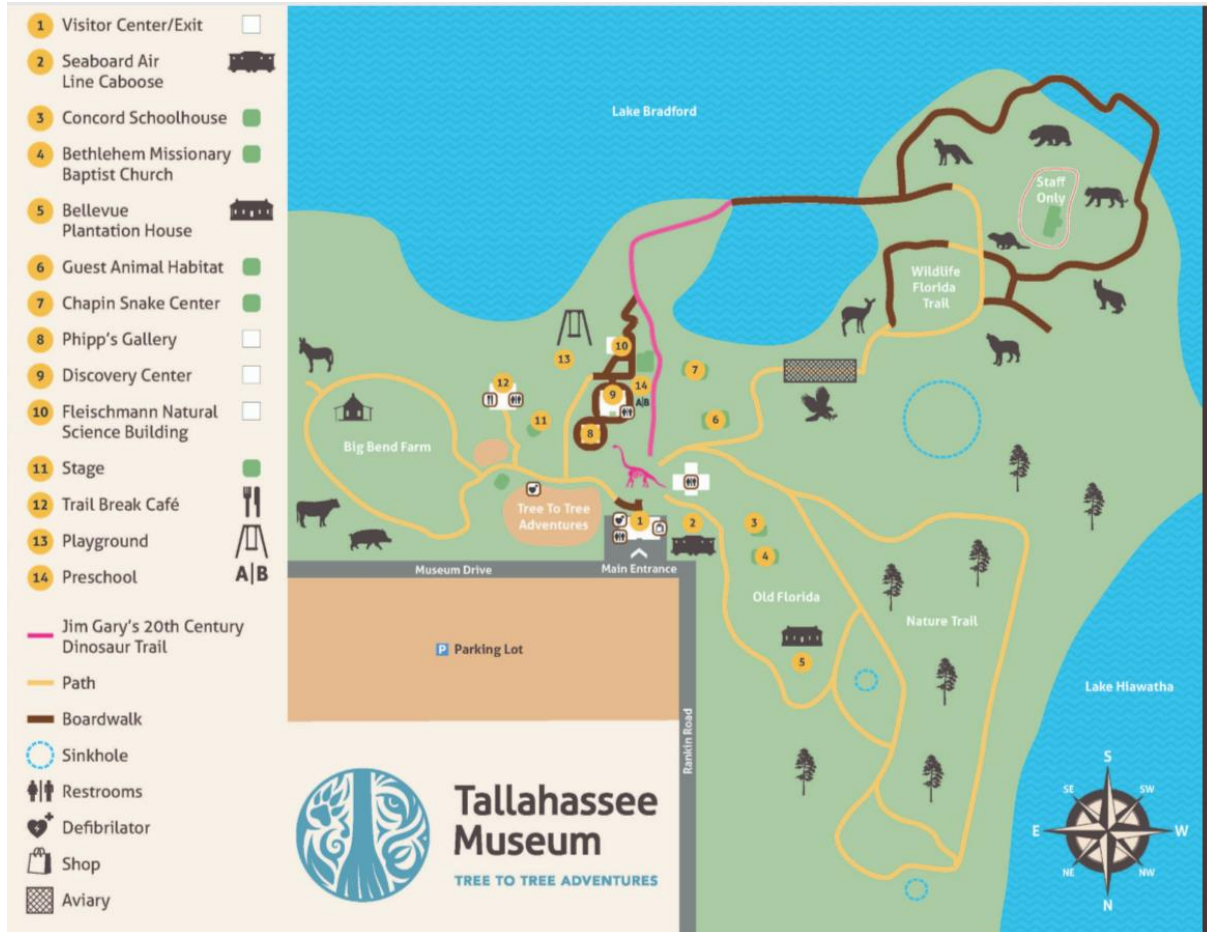 1 Visitor Center/Exit
2 Seaboard Air
Line Caboose
3 Concord Schoolhouse
4 Bethlehem Missionary
Baptist Church
5 Bellevue
Plantation House
6 Guest Animal Habitat
7 Chapin Snake Center
8 Phipp's Gallery
9 Discovery Center
10 Fleischmann Natural
Science Building
11 Stage
12 Trail Break Café
13 Playground
14 Preschool A|B
Jim Gary's 20th Century
Dinosaur Trail
Path
Boardwalk
Sinkhole
Restrooms
Defibrilator
Shop
Aviary
Lake Bradford
Staff
Only
Wildlife
Florida
Trail
10
13
7
12
14
A|B
9
11
6
8
Big Bend Farm
Tree To Tree
Adventures
1
2
3
4
Museum Drive
Main Entrance
Old Florida
Nature Trail
5
P Parking Lot
Rankin Road
Lake Hiawatha
Tallahassee
Museum
TREE TO TREE ADVENTURES
S
SE
SW
E
W
NE
NW
N